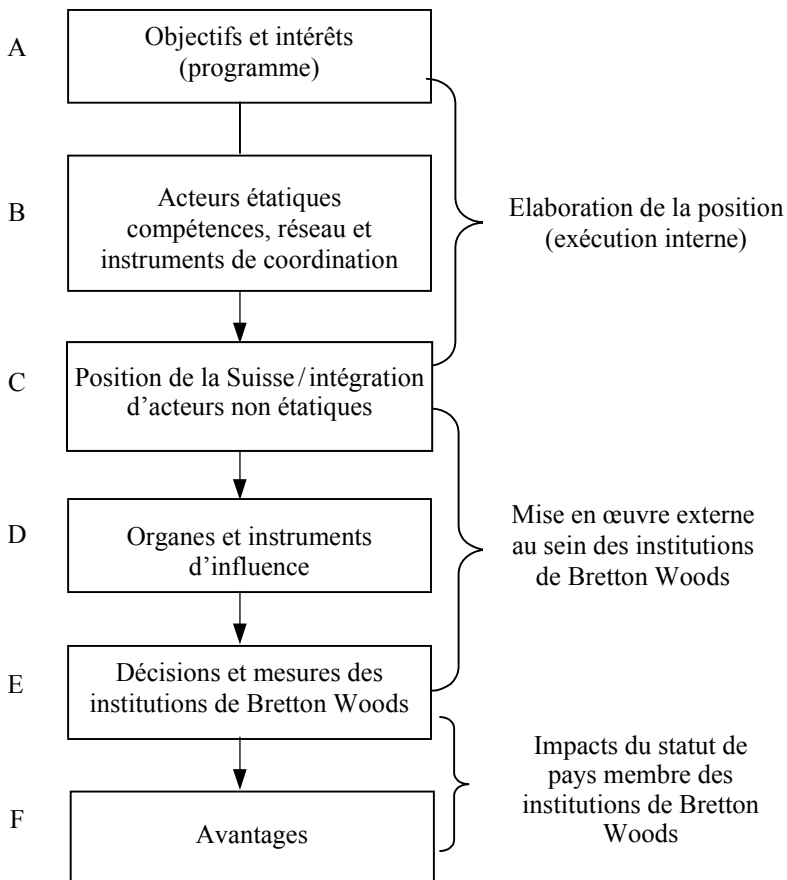 A
Objectifs et intérêts
(programme)
B
Acteurs étatiques
compétences, réseau et
instruments de coordination
Elaboration de la position
(exécution interne)
C
Position de la Suisse / intégration
d’acteurs non étatiques
D
Organes et instruments
d’influence
Mise en œuvre externe
au sein des institutions
de Bretton Woods
E
Décisions et mesures des
institutions de Bretton Woods
Impacts du statut de
pays membre des
institutions de Bretton
Woods
F
Avantages